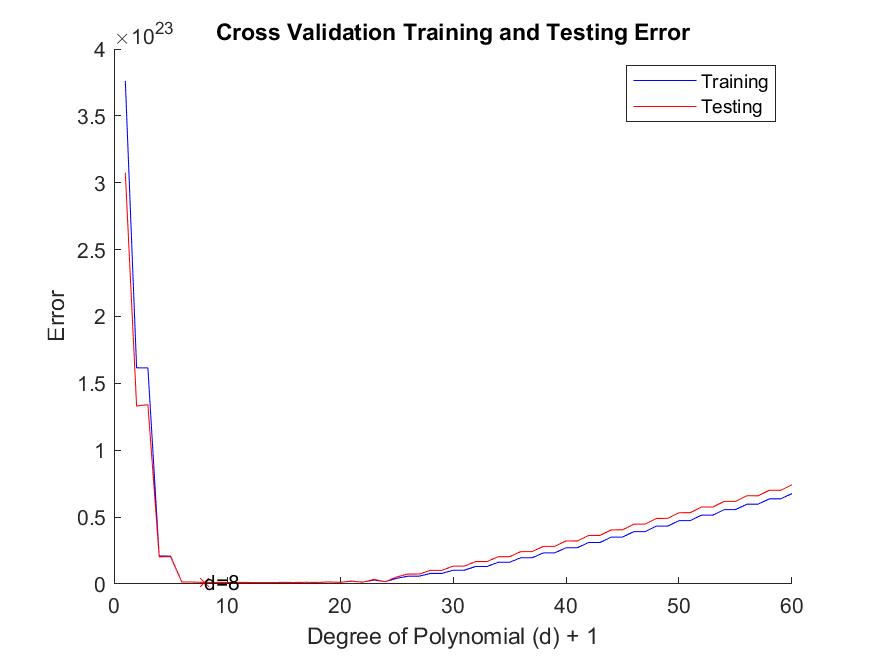 Cross Validation Training and Testing Error
×10^23
4
3.5
3
2.5
2
1.5
1
0.5
0
Error
Training
Testing
d=8
0 10 20 30 40 50 60
Degree of Polynomial (d) + 1